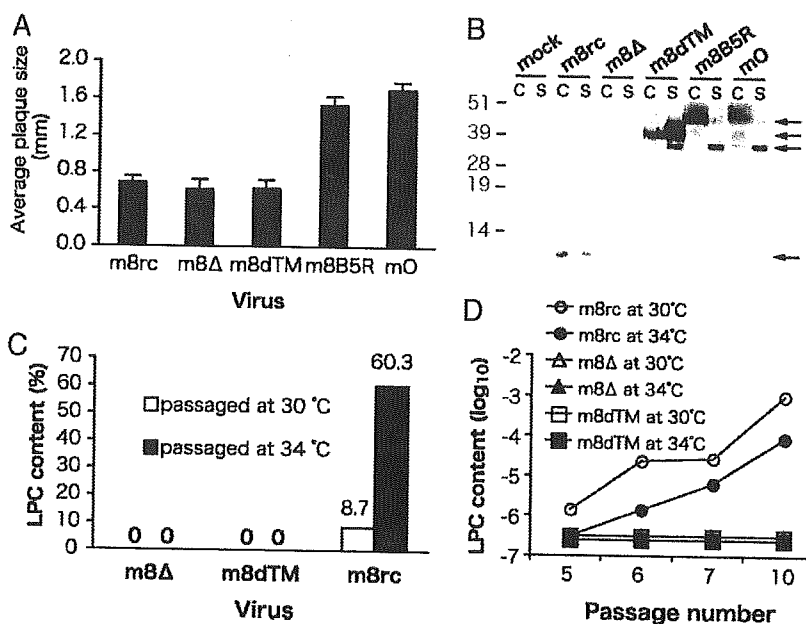 A
Average plaque size
(mm)
2.0
1.6
1.2
0.8
0.4
0.0
m8rc m8Δ m8dTM m8B5R mO
Virus
B
mock m8rc m8Δ m8dTM m8B5R mO
C S C S C S C S C S C S
51
39
28
19
14
C
LPC content (%)
70
60
50
40
30
20
10
0
passaged at 30 ℃
passaged at 34 ℃
0 0 0 0 8.7 60.3
m8Δ m8dTM m8rc
Virus
D
m8rc at 30℃
m8rc at 34℃
m8Δ at 30℃
m8Δ at 34℃
m8dTM at 30℃
m8dTM at 34℃
LPC content (log10)
-2
-3
-4
-5
-6
-7
5 6 7 10
Passage number